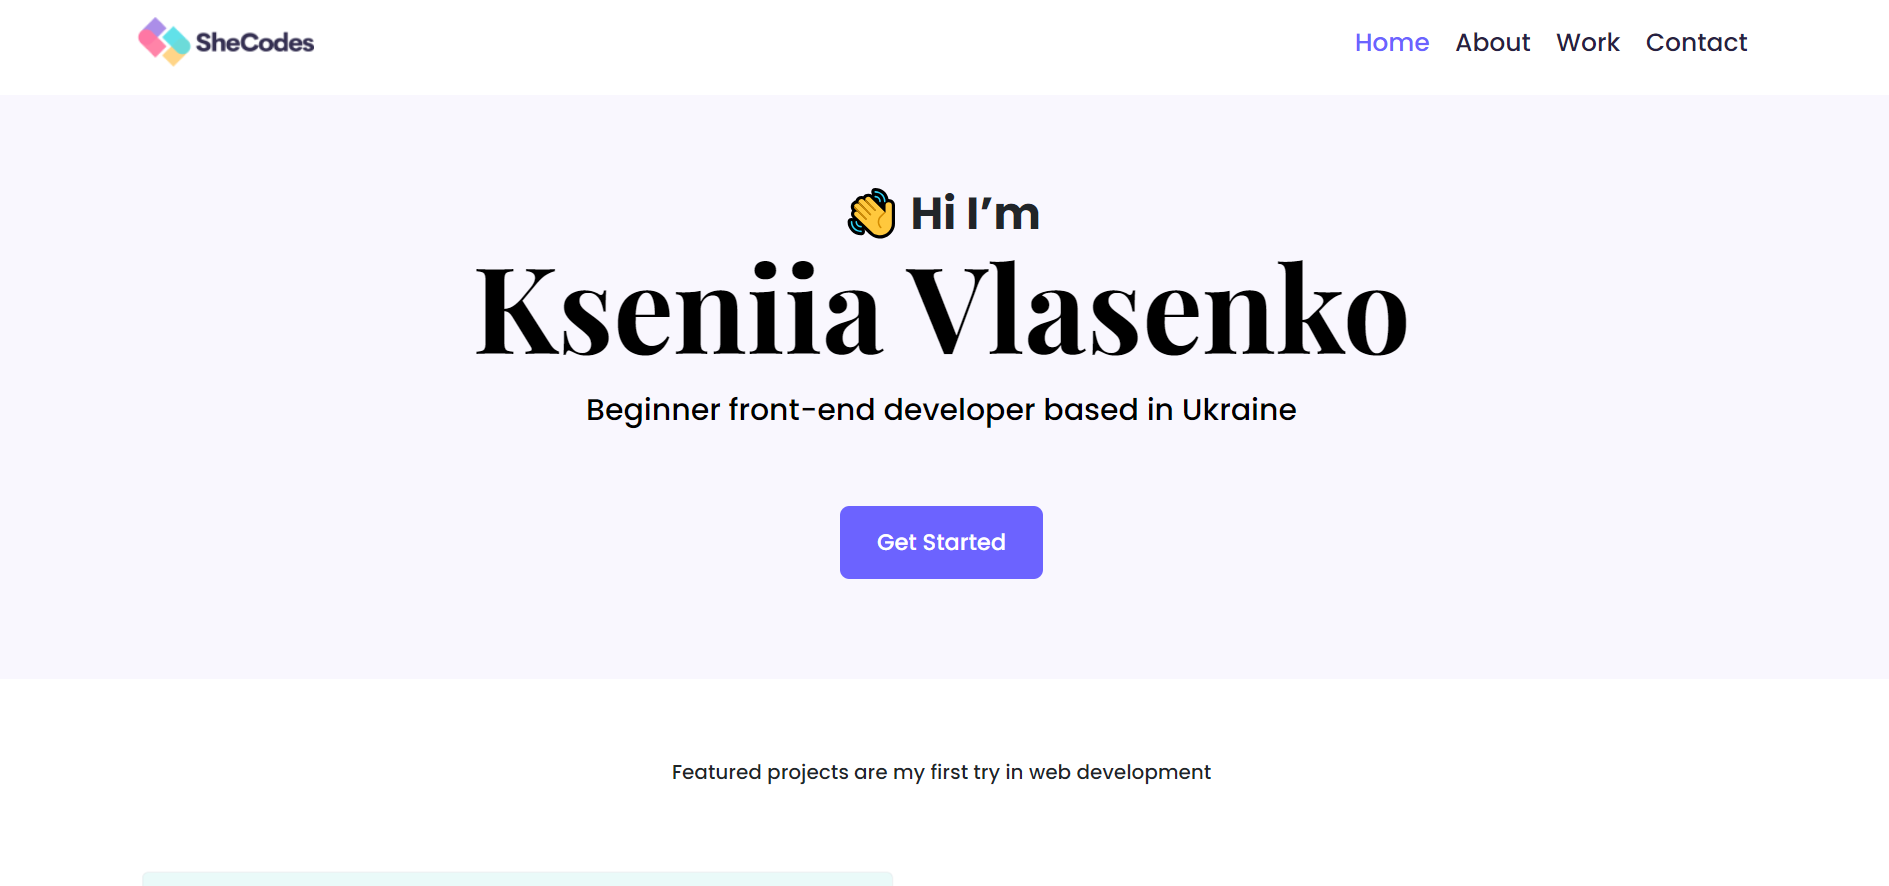 SheCodes
Home About Work Contact
👋 Hi I’m
Kseniia Vlasenko
Beginner front-end developer based in Ukraine
Get Started
Featured projects are my first try in web development